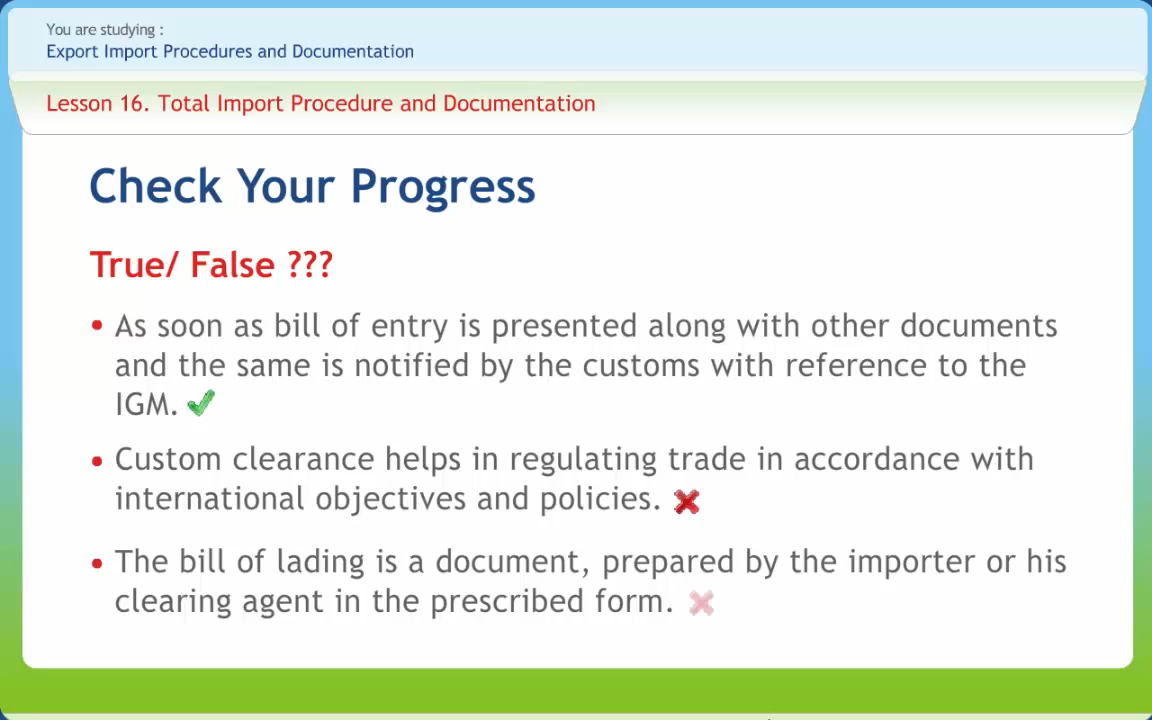 You are studying :
Export Import Procedures and Documentation
Lesson 16. Total Import Procedure and Documentation
Check Your Progress
True/ False ???
• As soon as bill of entry is presented along with other documents
and the same is notified by the customs with reference to the
IGM.
• Custom clearance helps in regulating trade in accordance with
international objectives and policies.
• The bill of lading is a document, prepared by the importer or his
clearing agent in the prescribed form.